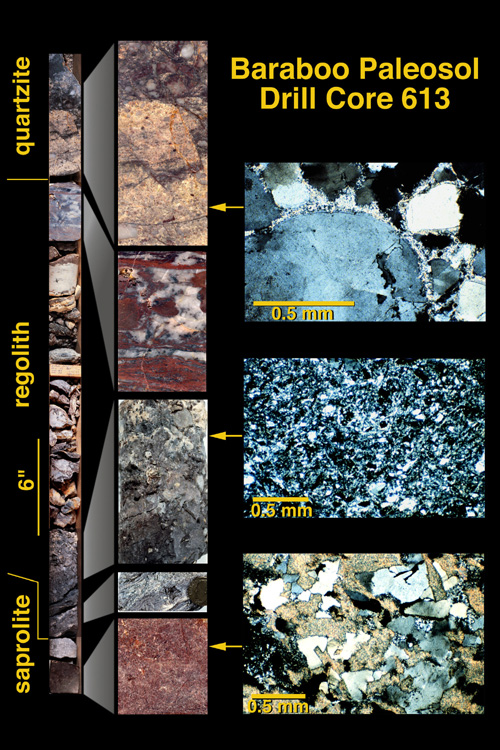 Baraboo Paleosol
Drill Core 613
quartzite
regolith
6"
saprolite
0.5 mm
0.5 mm
0.5 mm